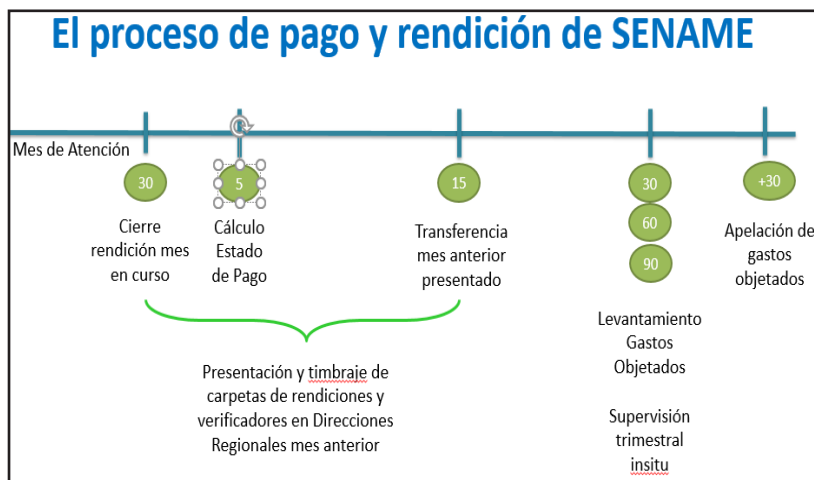 El proceso de pago y rendición de SENAME
Mes de Atención
30
5
15
30
+30
60
90
Cierre
rendición mes
en curso
Cálculo
Estado
de Pago
Transferencia
mes anterior
presentado
Apelación de
gastos
objetados
Levantamiento
Gastos
Objetados
Supervisión
trimestral
insitu
Presentación y timbraje de
carpetas de rendiciones y
verificadores en Direcciones
Regionales mes anterior